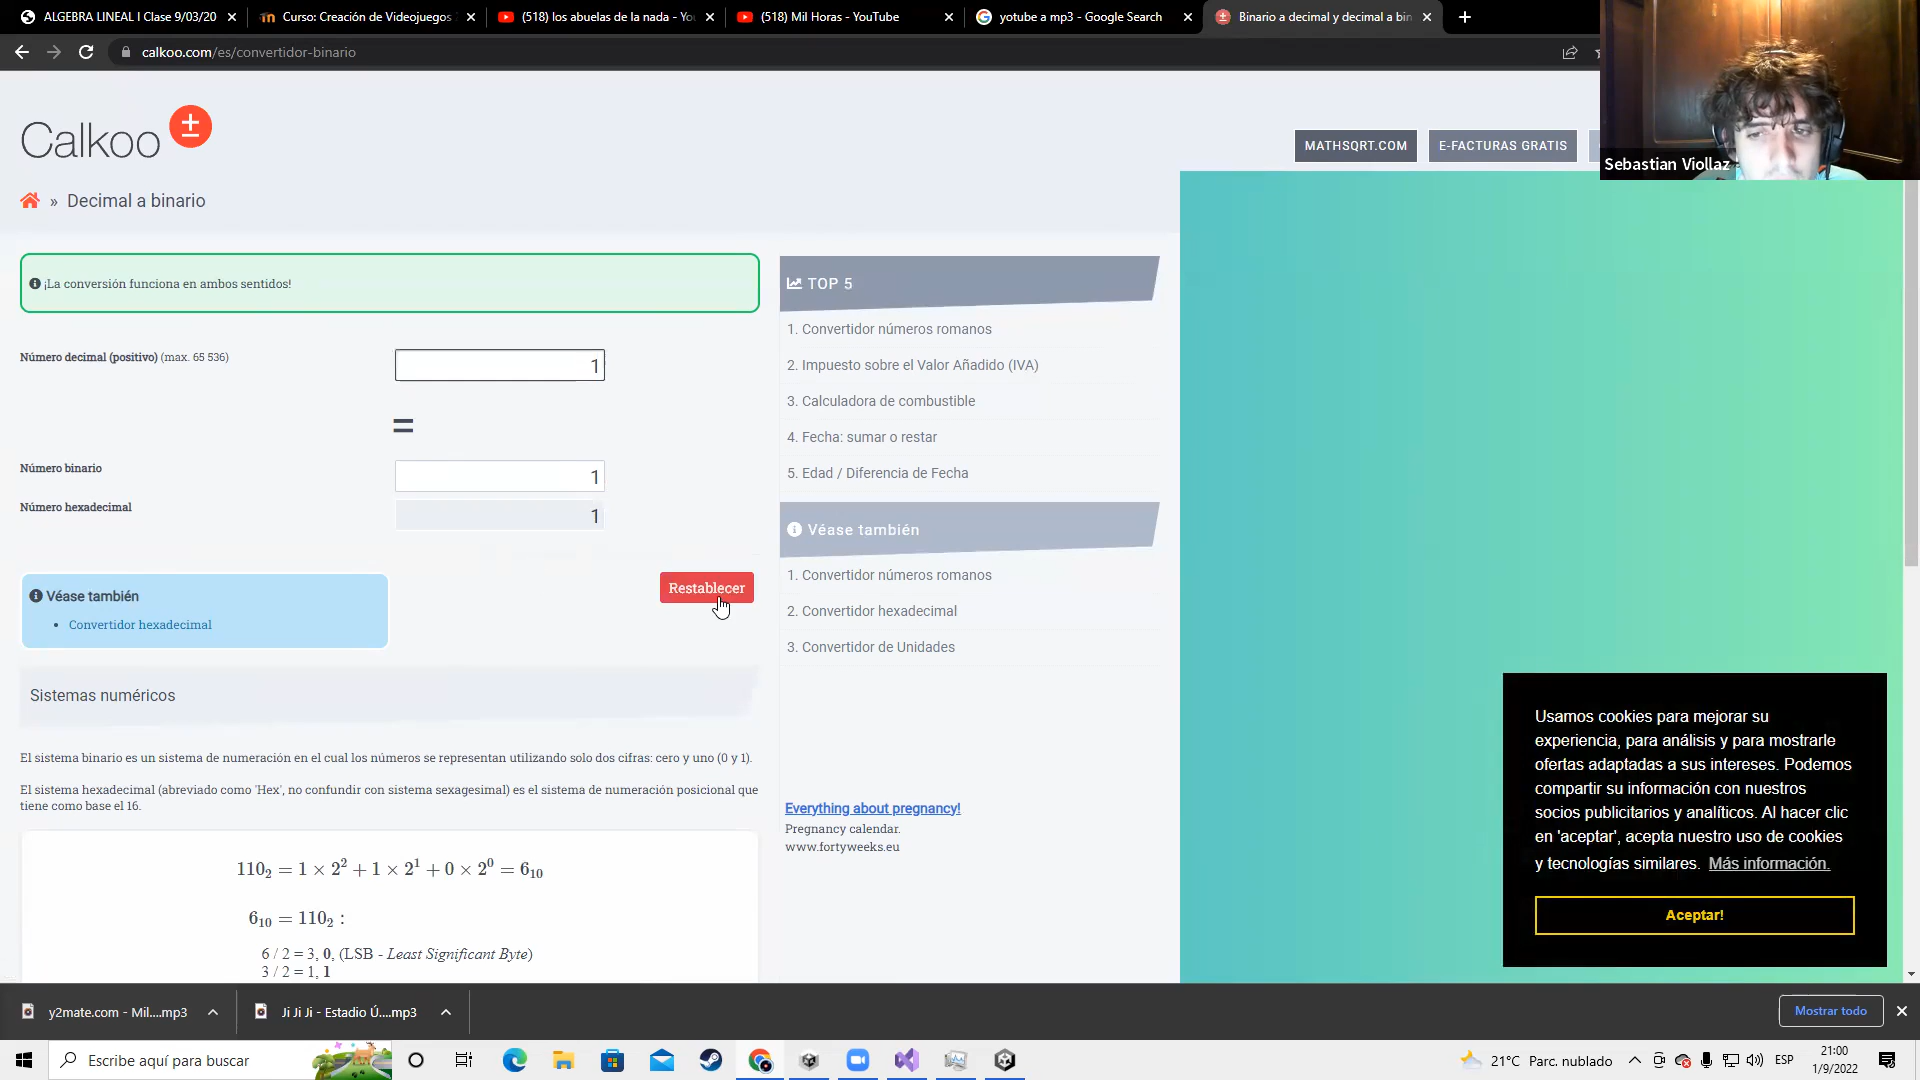 ALGEBRA LINEAL I Clase 9/03/20
Curso: Creación de Videojuegos
(518) los abuelas de la nada - You
(518) Mil Horas - YouTube
yotube a mp3 - Google Search
Binario a decimal y decimal a bin
calkoo.com/es/convertidor-binario
Calkoo
MATHSQRT.COM
E-FACTURAS GRATIS
Sebastian Viollaz
» Decimal a binario
¡La conversión funciona en ambos sentidos!
Número decimal (positivo) (max. 65 536)
1
=
Número binario
1
Número hexadecimal
1
Véase también
Convertidor hexadecimal
Restablecer
TOP 5
1. Convertidor números romanos
2. Impuesto sobre el Valor Añadido (IVA)
3. Calculadora de combustible
4. Fecha: sumar o restar
5. Edad / Diferencia de Fecha
Véase también
1. Convertidor números romanos
2. Convertidor hexadecimal
3. Convertidor de Unidades
Sistemas numéricos
El sistema binario es un sistema de numeración en el cual los números se representan utilizando solo dos cifras: cero y uno (0 y 1).
El sistema hexadecimal (abreviado como 'Hex', no confundir con sistema sexagesimal) es el sistema de numeración posicional que
tiene como base el 16.
110₂ = 1 × 2² + 1 × 2¹ + 0 × 2⁰ = 6₁₀
6₁₀ = 110₂ :
6 / 2 = 3, 0, (LSB - Least Significant Byte)
3 / 2 = 1, 1
Everything about pregnancy!
Pregnancy calendar.
www.fortyweeks.eu
Usamos cookies para mejorar su
experiencia, para análisis y para mostrarle
ofertas adaptadas a sus intereses. Podemos
compartir su información con nuestros
socios publicitarios y analíticos. Al hacer clic
en 'aceptar', acepta nuestro uso de cookies
y tecnologías similares. Más información.
Aceptar!
y2mate.com - Mil....mp3
Ji Ji Ji - Estadio Ú....mp3
Mostrar todo
Escribe aquí para buscar
21°C Parc. nublado
ESP
21:00
1/9/2022